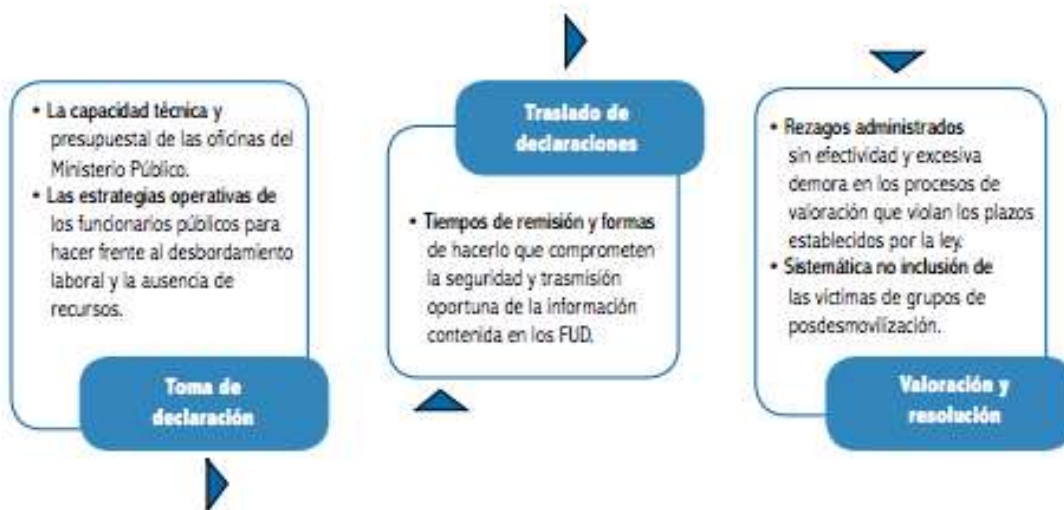 • La capacidad técnica y
presupuestal de las oficinas del
Ministerio Público.
• Las estrategias operativas de
los funcionarios públicos para
hacer frente al desbordamiento
laboral y la ausencia de
recursos.
Toma de
declaración
Traslado de
declaraciones
• Tiempos de remisión y formas
de hacerlo que comprometen
la seguridad y trasmisión
oportuna de la información
contenida en los FUD.
• Rezagos administrados
sin efectividad y excesiva
demora en los procesos de
valoración que violan los plazos
establecidos por la ley.
• Sistemática no inclusión de
las víctimas de grupos de
posdesmovilización.
Valoración y
resolución